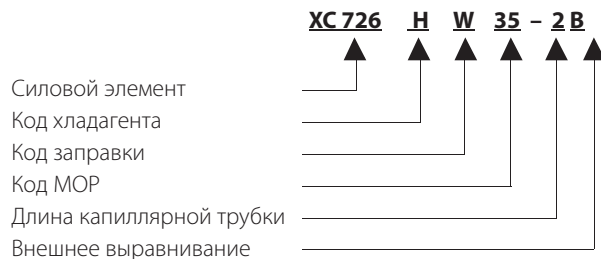 XC 726 H W 35 – 2 B
Силовой элемент
Код хладагента
Код заправки
Код МОР
Длина капиллярной трубки
Внешнее выравнивание